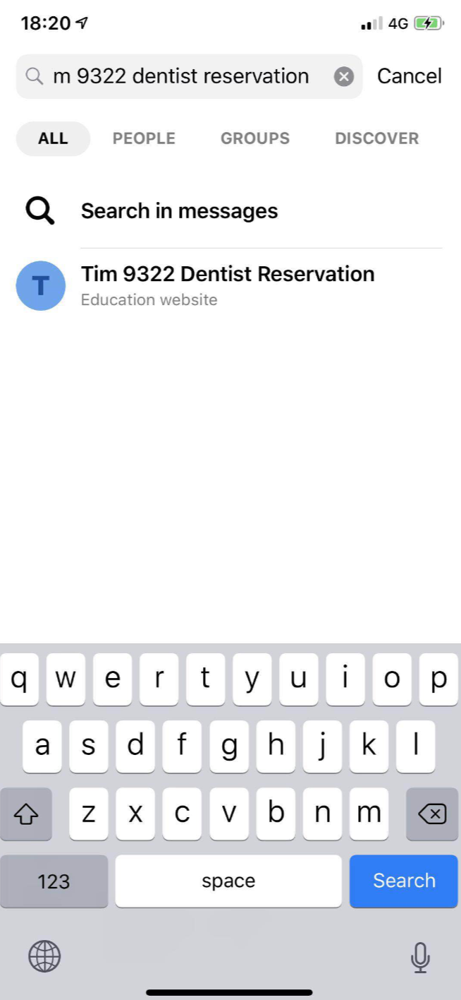 18:20 4G
m 9322 dentist reservation Cancel
ALL PEOPLE GROUPS DISCOVER
Search in messages
T Tim 9322 Dentist Reservation
Education website
q w e r t y u i o p
a s d f g h j k l
z x c v b n m
123 space Search